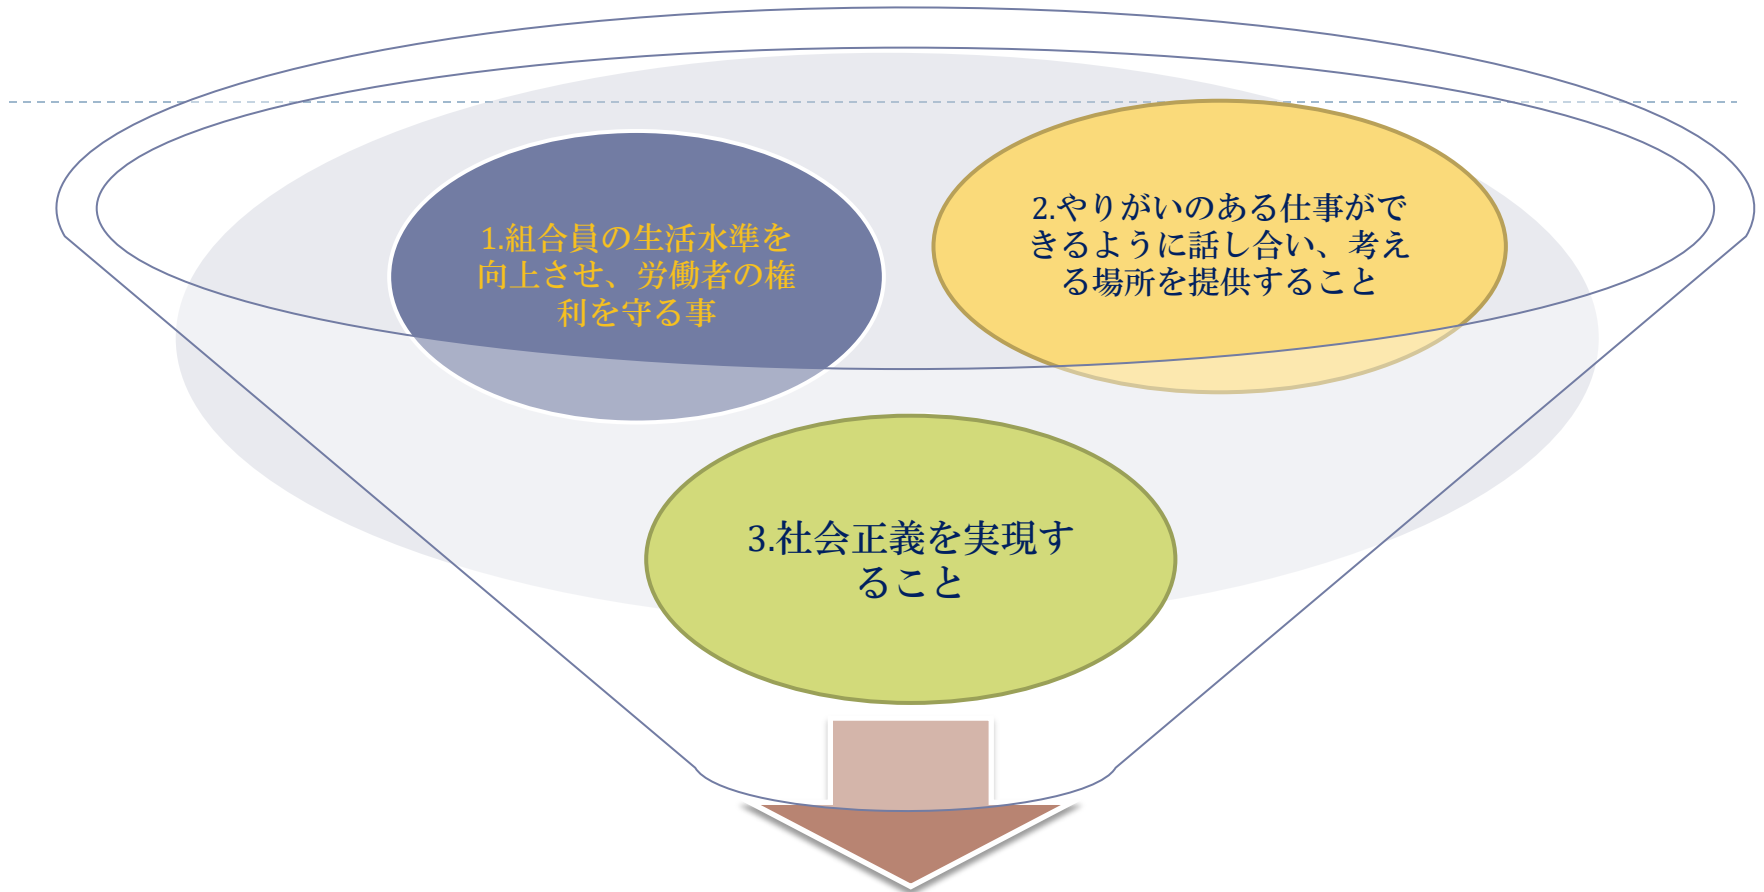 1.組合員の生活水準を
向上させ、労働者の権
利を守る事
2.やりがいのある仕事がで
きるように話し合い、考え
る場所を提供すること
3.社会正義を実現す
ること